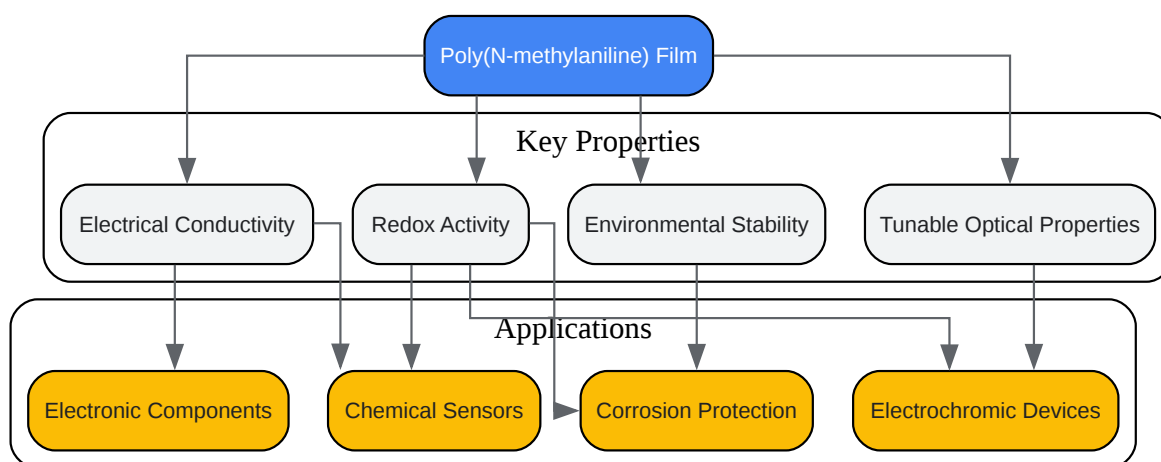 Poly(N-methylaniline) Film
Key Properties
Electrical Conductivity
Redox Activity
Environmental Stability
Tunable Optical Properties
Applications
Electronic Components
Chemical Sensors
Corrosion Protection
Electrochromic Devices